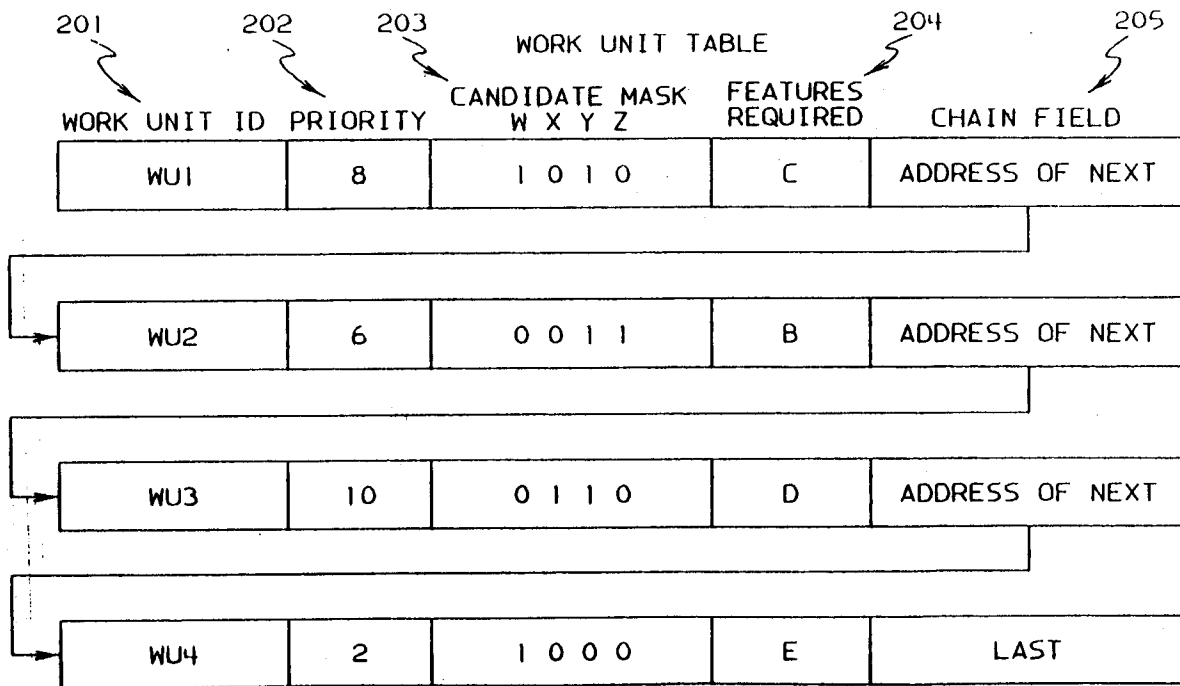 201 202 203 204 205
WORK UNIT TABLE
WORK UNIT ID PRIORITY CANDIDATE MASK FEATURES REQUIRED CHAIN FIELD
W X Y Z
WU1 8 1 0 1 0 C ADDRESS OF NEXT
WU2 6 0 0 1 1 B ADDRESS OF NEXT
WU3 10 0 1 1 0 D ADDRESS OF NEXT
WU4 2 1 0 0 0 E LAST